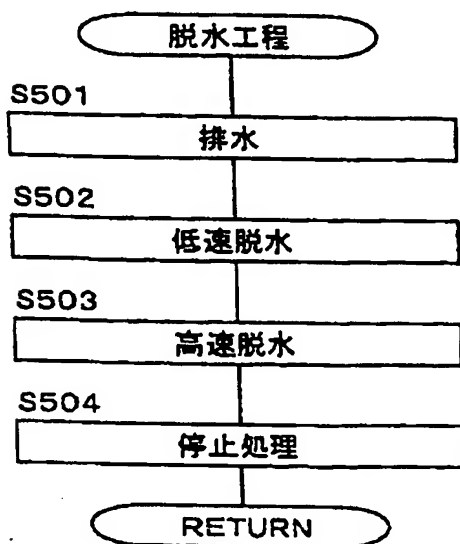 脱水工程
S501
排水
S502
低速脱水
S503
高速脱水
S504
停止処理
RETURN